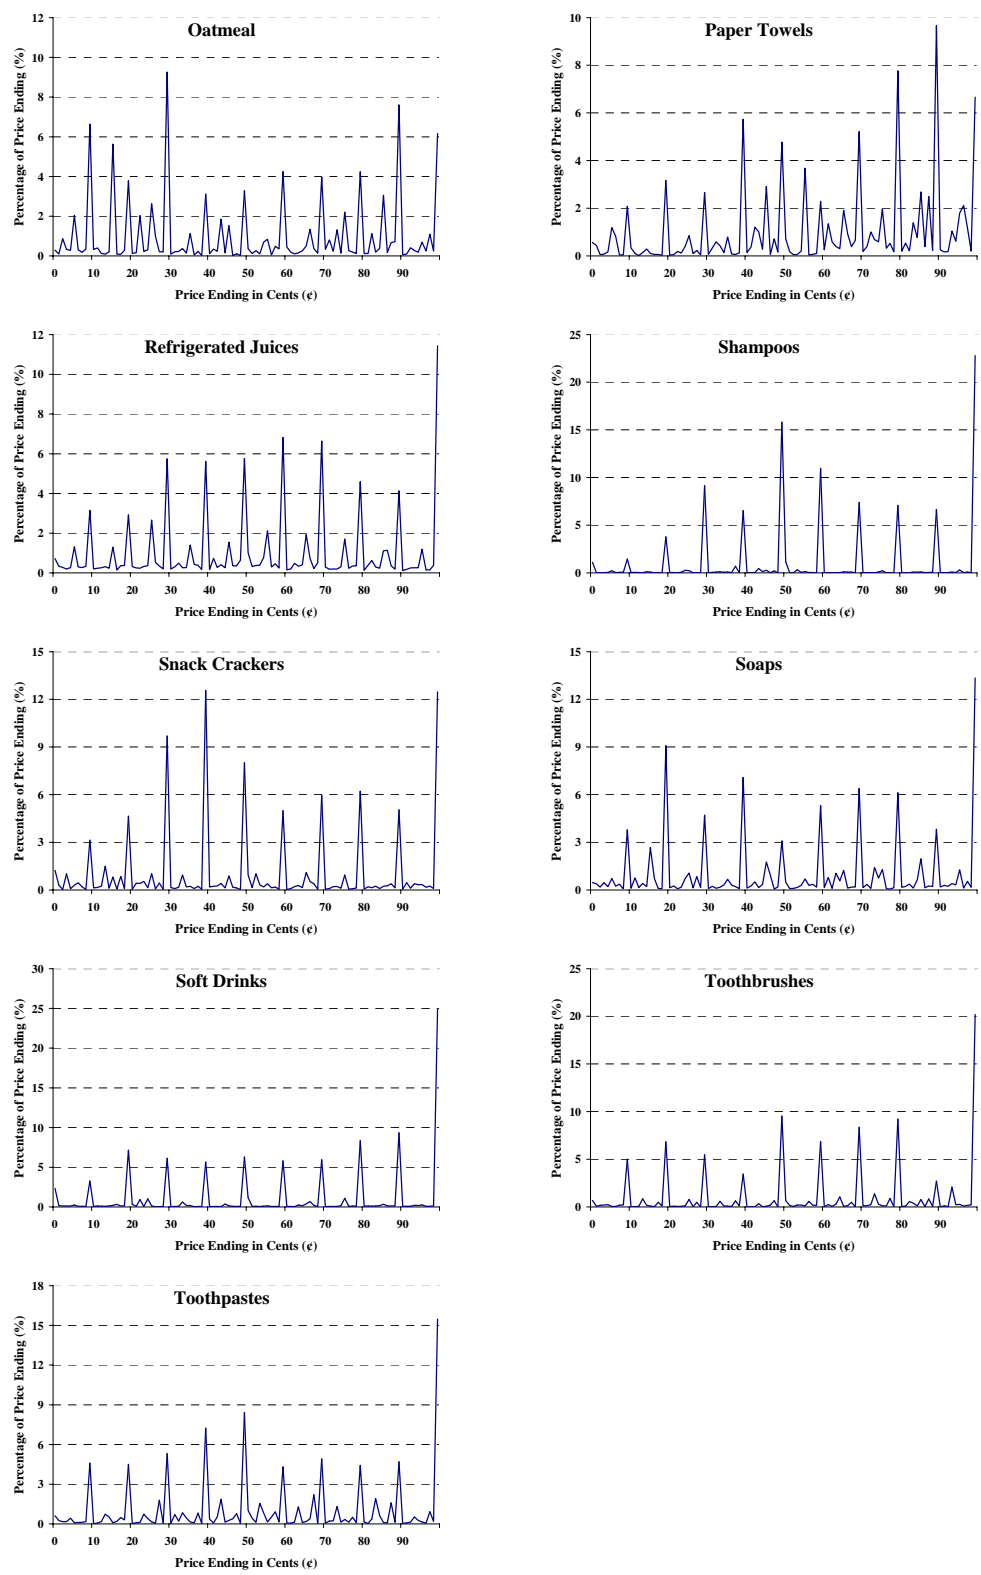 Oatmeal
Percentage of Price Ending (%)
12
10
8
6
4
2
0
0 10 20 30 40 50 60 70 80 90
Price Ending in Cents (¢)
Paper Towels
Percentage of Price Ending (%)
10
8
6
4
2
0
0 10 20 30 40 50 60 70 80 90
Price Ending in Cents (¢)
Refrigerated Juices
Percentage of Price Ending (%)
12
10
8
6
4
2
0
0 10 20 30 40 50 60 70 80 90
Price Ending in Cents (¢)
Shampoos
Percentage of Price Ending (%)
25
20
15
10
5
0
0 10 20 30 40 50 60 70 80 90
Price Ending in Cents (¢)
Snack Crackers
Percentage of Price Ending (%)
15
12
9
6
3
0
0 10 20 30 40 50 60 70 80 90
Price Ending in Cents (¢)
Soaps
Percentage of Price Ending (%)
15
12
9
6
3
0
0 10 20 30 40 50 60 70 80 90
Price Ending in Cents (¢)
Soft Drinks
Percentage of Price Ending (%)
30
25
20
15
10
5
0
0 10 20 30 40 50 60 70 80 90
Price Ending in Cents (¢)
Toothbrushes
Percentage of Price Ending (%)
25
20
15
10
5
0
0 10 20 30 40 50 60 70 80 90
Price Ending in Cents (¢)
Toothpastes
Percentage of Price Ending (%)
18
15
12
9
6
3
0
0 10 20 30 40 50 60 70 80 90
Price Ending in Cents (¢)